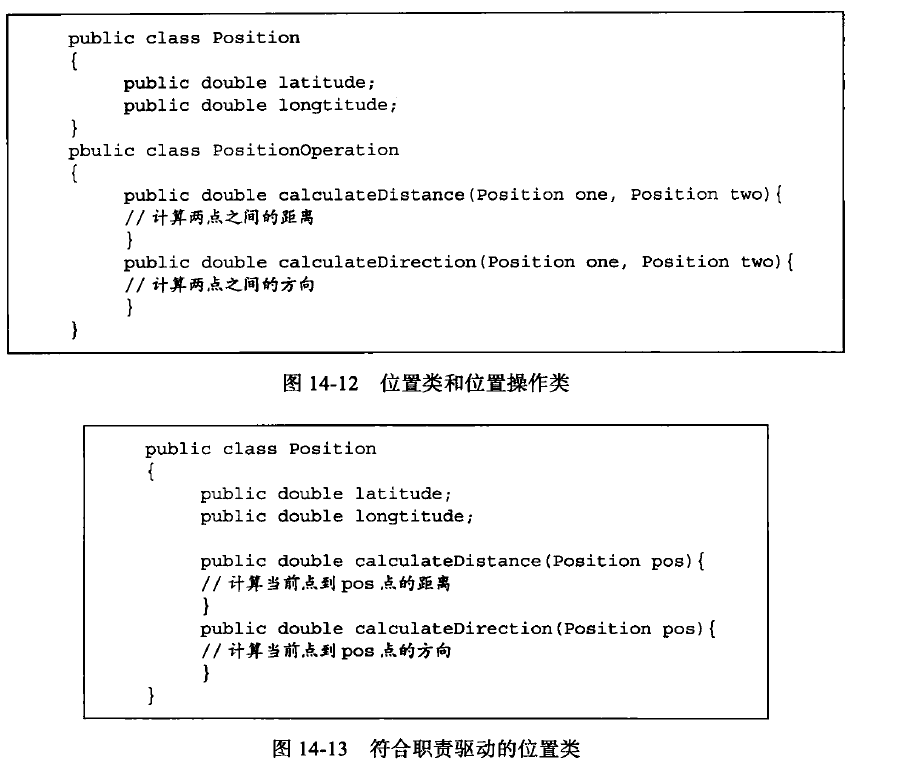 public class Position
{
public double latitude;
public double longtitude;
}
pbulic class PositionOperation
{
public double calculateDistance(Position one, Position two){
//计算两点之间的距离
}
public double calculateDirection(Position one, Position two){
//计算两点之间的方向
}
}
图 14-12 位置类和位置操作类
public class Position
{
public double latitude;
public double longtitude;
public double calculateDistance(Position pos){
//计算当前点到 pos 点的距离
}
public double calculateDirection(Position pos){
//计算当前点到 pos 点的方向
}
}
图 14-13 符合职责驱动的位置类